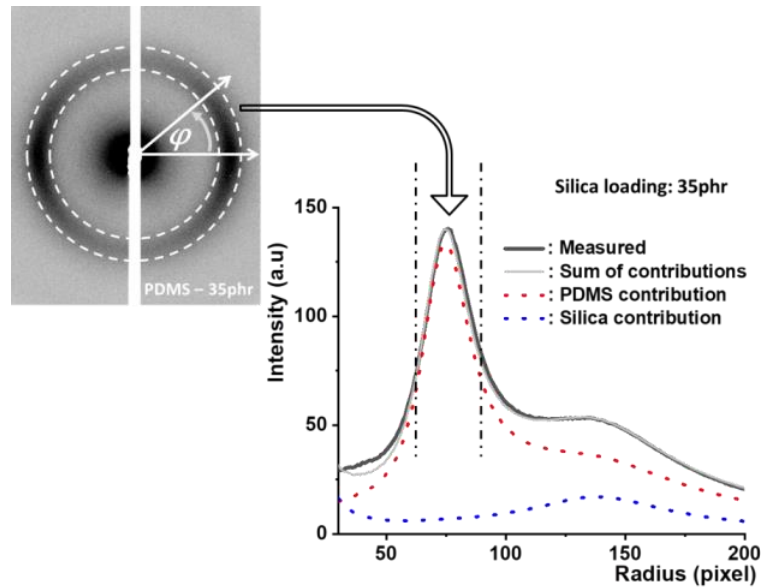 φ
PDMS – 35phr
Silica loading: 35phr
: Measured
: Sum of contributions
: PDMS contribution
: Silica contribution
Intensity (a.u)
150
100
50
0
50
100
150
200
Radius (pixel)